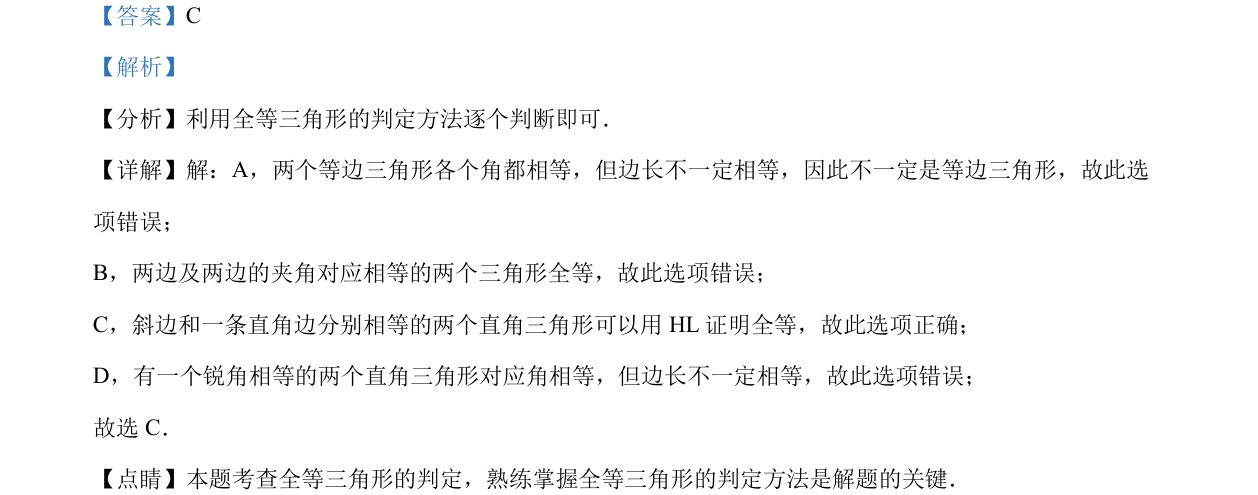 【答案】C
【解析】
【分析】利用全等三角形的判定方法逐个判断即可．
【详解】解：A，两个等边三角形各个角都相等，但边长不一定相等，因此不一定是等边三角形，故此选
项错误；
B，两边及两边的夹角对应相等的两个三角形全等，故此选项错误；
C，斜边和一条直角边分别相等的两个直角三角形可以用 HL 证明全等，故此选项正确；
D，有一个锐角相等的两个直角三角形对应角相等，但边长不一定相等，故此选项错误；
故选 C．
【点睛】本题考查全等三角形的判定，熟练掌握全等三角形的判定方法是解题的关键．